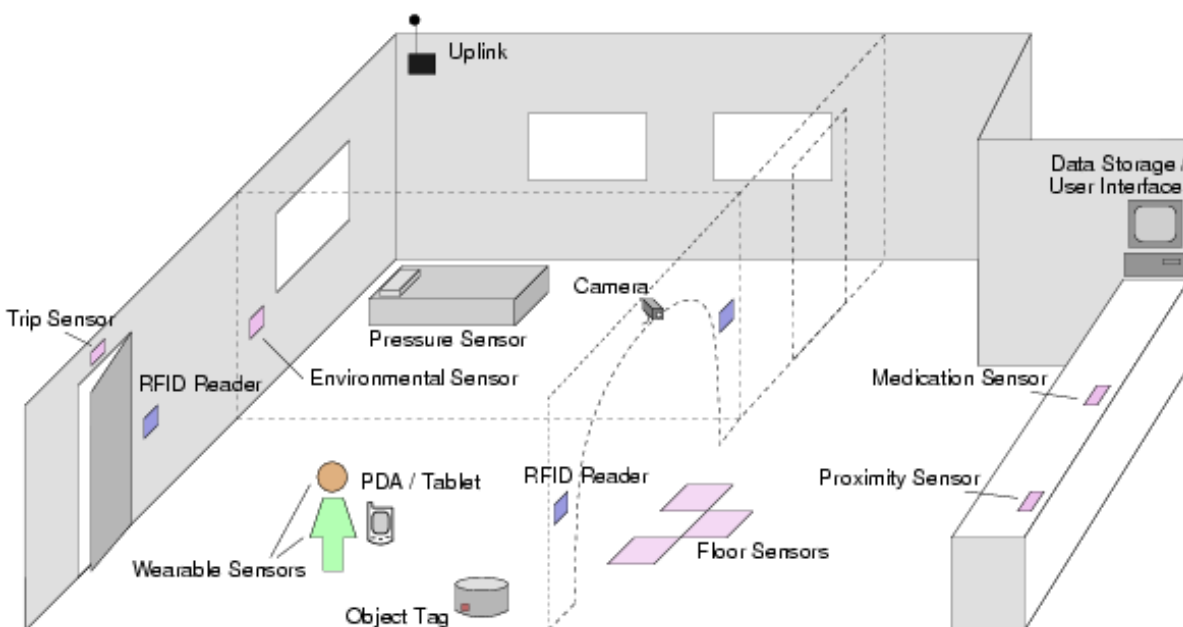 Uplink
Data Storage /
User Interface
Camera
Trip Sensor
Pressure Sensor
RFID Reader
Environmental Sensor
Medication Sensor
PDA / Tablet
RFID Reader
Proximity Sensor
Floor Sensors
Wearable Sensors
Object Tag